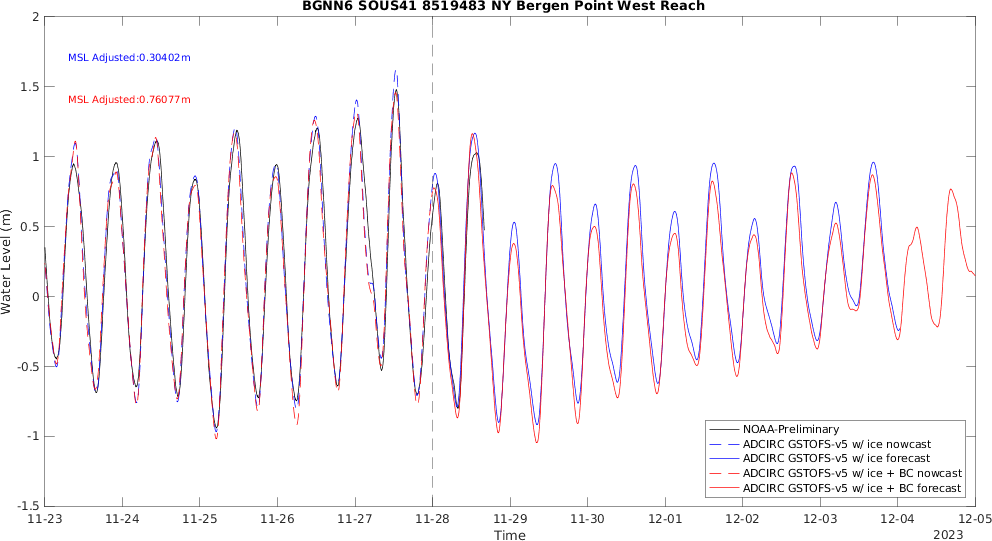 BGNN6 SOUS41 8519483 NY Bergen Point West Reach
2
1.5
1
0.5
0
-0.5
-1
-1.5
Water Level (m)
MSL Adjusted:0.30402m
MSL Adjusted:0.76077m
NOAA-Preliminary
ADCIRC GSTOFS-v5 w/ ice nowcast
ADCIRC GSTOFS-v5 w/ ice forecast
ADCIRC GSTOFS-v5 w/ ice + BC nowcast
ADCIRC GSTOFS-v5 w/ ice + BC forecast
11-23 11-24 11-25 11-26 11-27 11-28 11-29 11-30 12-01 12-02 12-03 12-04 12-05
Time
2023